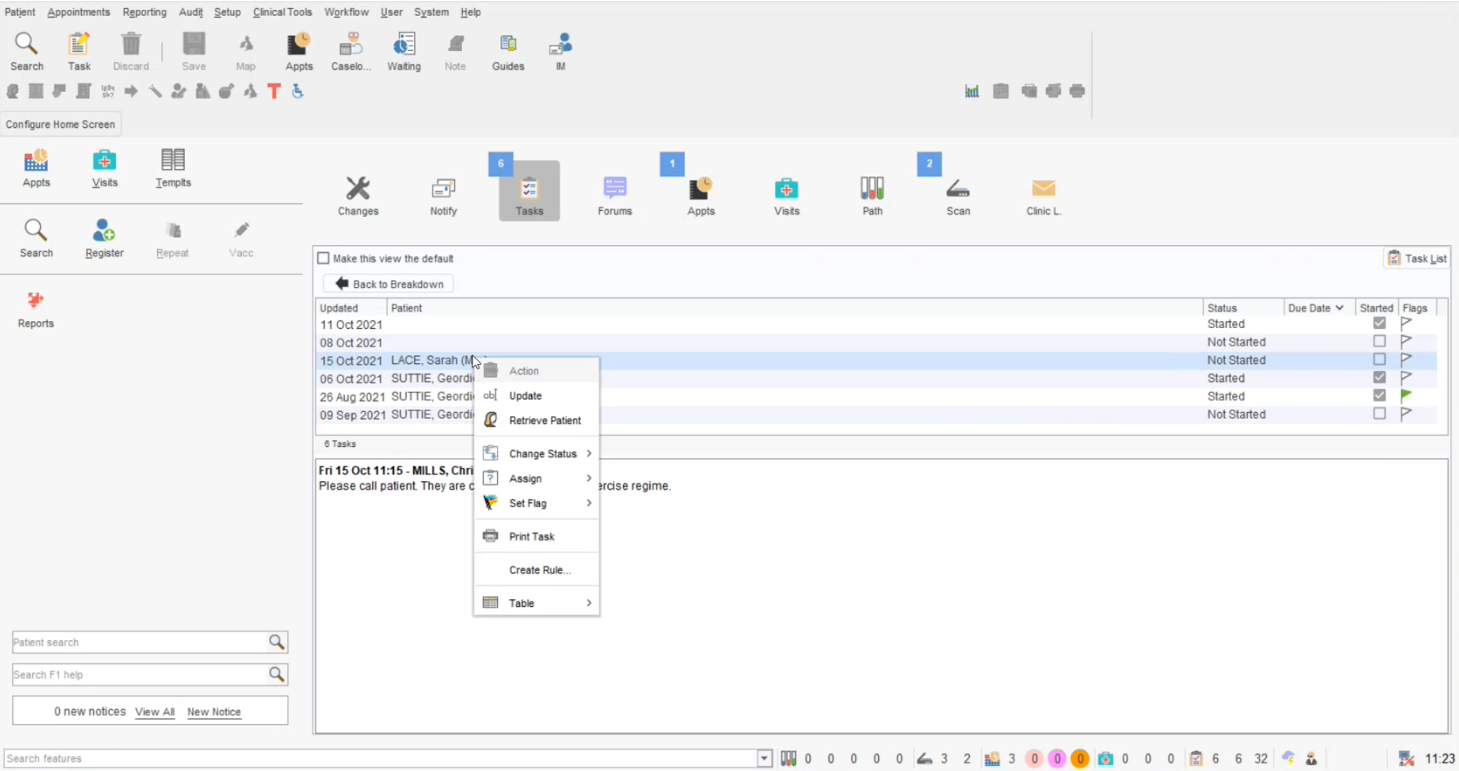 Patient Appointments Reporting Audit Setup Clinical Tools Workflow User System Help
Search Task Discard Save Map Appts Caselo... Waiting Note Guides IM
T
Configure Home Screen
Appts Visits Templts
6 1 2
Changes Notify Tasks Forums Appts Visits Path Scan Clinic L.
Search Register Repeat Vacc
Reports
Make this view the default Task List
Back to Breakdown
Updated Patient Status Due Date Started Flags
11 Oct 2021 Started
08 Oct 2021 Not Started
15 Oct 2021 LACE, Sarah Not Started
06 Oct 2021 SUTTIE, Started
26 Aug 2021 SUTTIE, Started
09 Sep 2021 SUTTIE, Not Started
6 Tasks
Fri 15 Oct 11:15 - MILLS,
Please call patient. They are regime.
Action
Update
Retrieve Patient
Change Status
Assign
Set Flag
Print Task
Create Rule...
Table
Patient search
Search F1 help
0 new notices View All New Notice
Search features 0 0 0 0 0 3 2 3 0 0 0 0 0 0 6 6 32 11:23